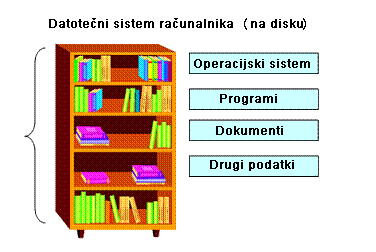 Datotečni sistem računalnika ( na disku)
Operacijski sistem
Programi
Dokumenti
Drugi podatki